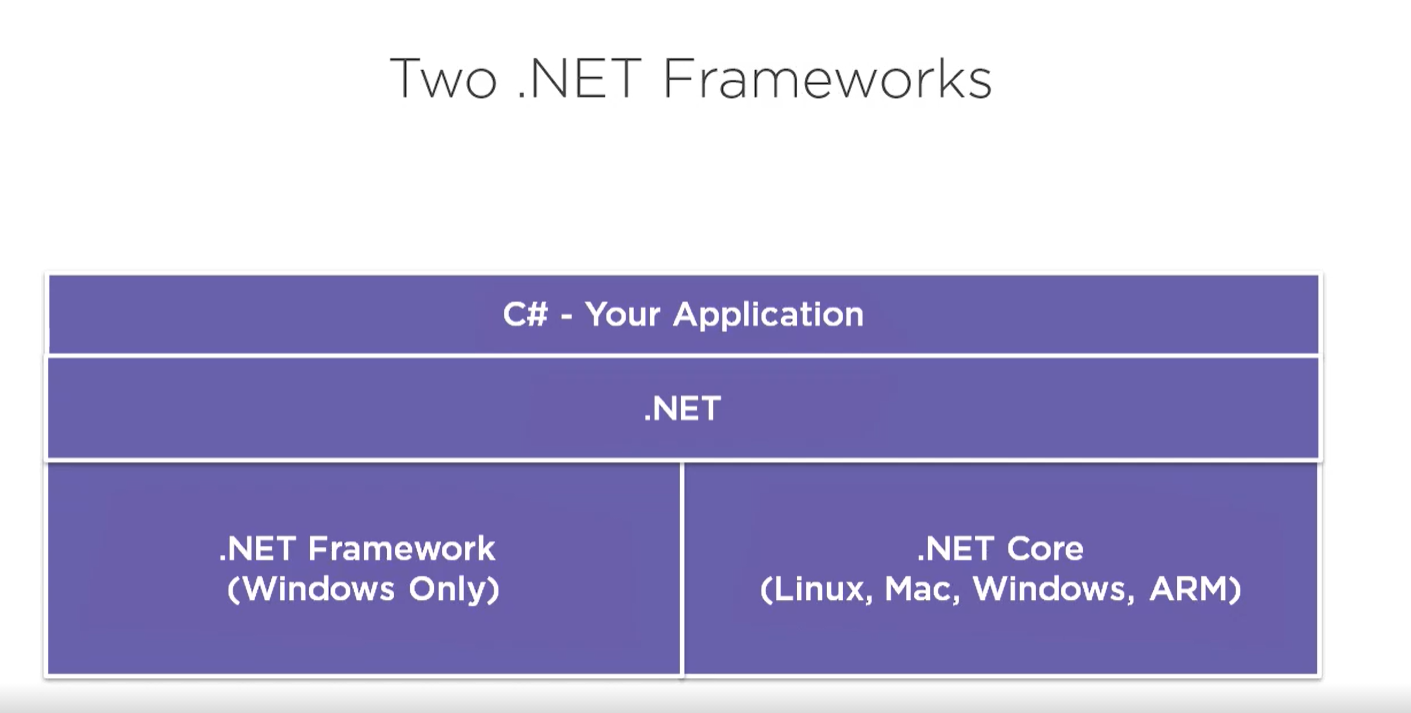 Two .NET Frameworks
C# - Your Application
.NET
.NET Framework
(Windows Only)
.NET Core
(Linux, Mac, Windows, ARM)